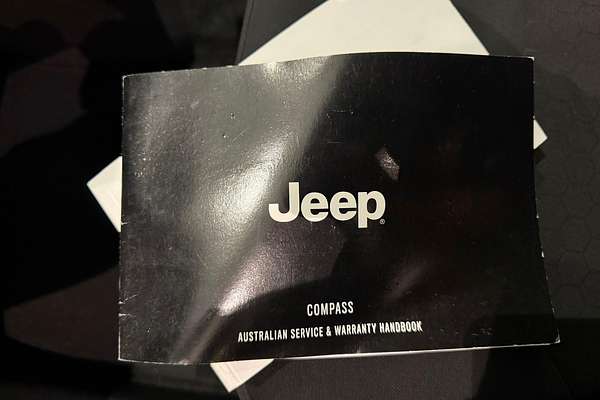 Jeep®
COMPASS
AUSTRALIAN SERVICE & WARRANTY HANDBOOK